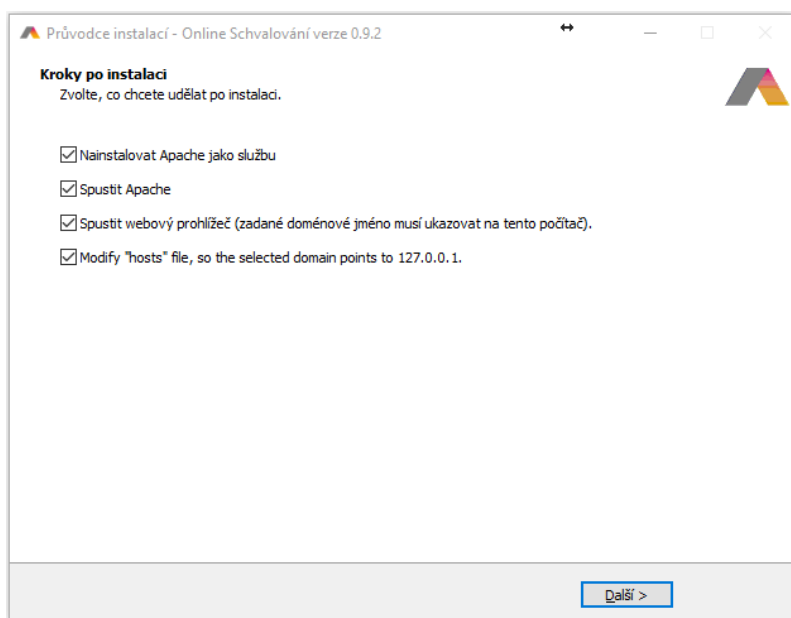 Průvodce instalací - Online Schvalování verze 0.9.2
Kroky po instalaci
Zvolte, co chcete udělat po instalaci.
Nainstalovat Apache jako službu
Spustit Apache
Spustit webový prohlížeč (zadané doménové jméno musí ukazovat na tento počítač).
Modify "hosts" file, so the selected domain points to 127.0.0.1.
Další >